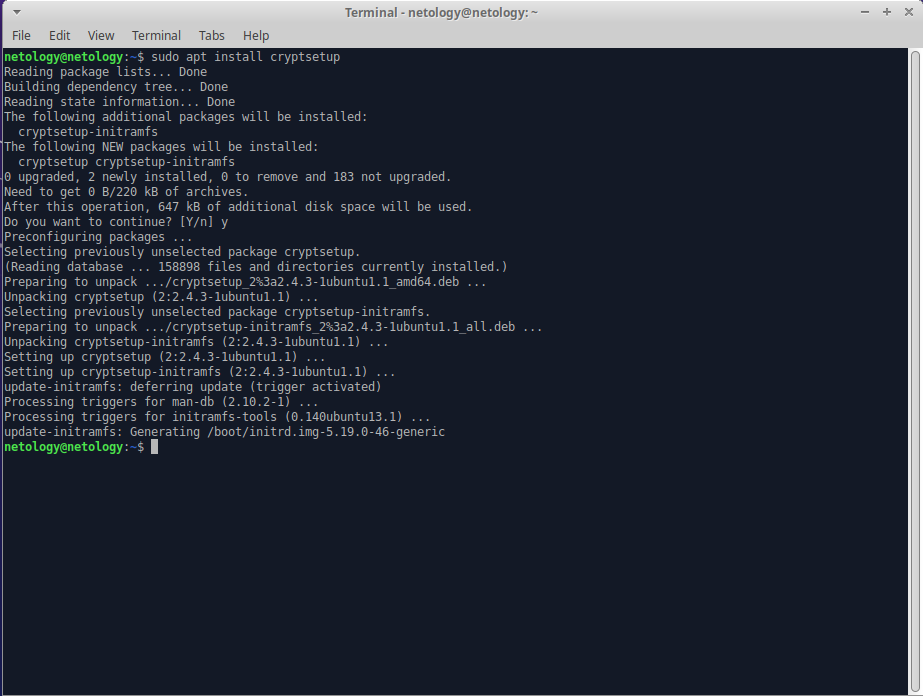 Terminal - netology@netology: ~
File Edit View Terminal Tabs Help
netology@netology:~$ sudo apt install cryptsetup
Reading package lists... Done
Building dependency tree... Done
Reading state information... Done
The following additional packages will be installed:
  cryptsetup-initramfs
The following NEW packages will be installed:
  cryptsetup cryptsetup-initramfs
0 upgraded, 2 newly installed, 0 to remove and 183 not upgraded.
Need to get 0 B/220 kB of archives.
After this operation, 647 kB of additional disk space will be used.
Do you want to continue? [Y/n] y
Preconfiguring packages ...
Selecting previously unselected package cryptsetup.
(Reading database ... 158898 files and directories currently installed.)
Preparing to unpack .../cryptsetup_2%3a2.4.3-1ubuntu1.1_amd64.deb ...
Unpacking cryptsetup (2:2.4.3-1ubuntu1.1) ...
Selecting previously unselected package cryptsetup-initramfs.
Preparing to unpack .../cryptsetup-initramfs_2%3a2.4.3-1ubuntu1.1_all.deb ...
Unpacking cryptsetup-initramfs (2:2.4.3-1ubuntu1.1) ...
Setting up cryptsetup (2:2.4.3-1ubuntu1.1) ...
Setting up cryptsetup-initramfs (2:2.4.3-1ubuntu1.1) ...
update-initramfs: deferring update (trigger activated)
Processing triggers for man-db (2.10.2-1) ...
Processing triggers for initramfs-tools (0.140ubuntu13.1) ...
update-initramfs: Generating /boot/initrd.img-5.19.0-46-generic
netology@netology:~$